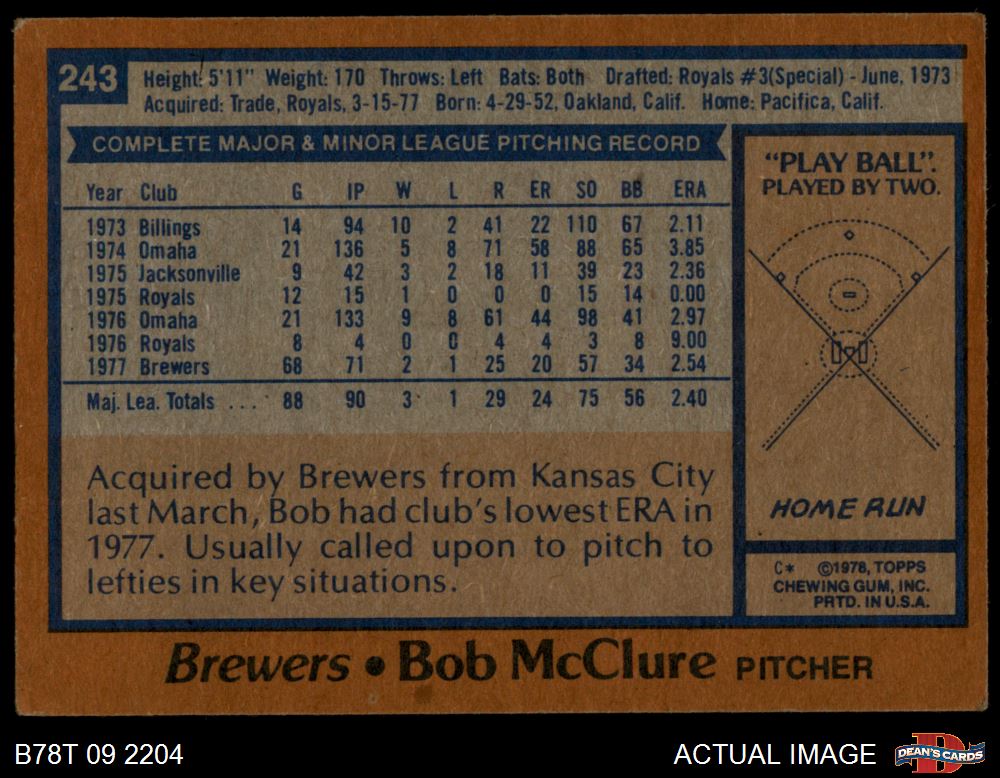 243
Height: 5'11" Weight: 170 Throws: Left Bats: Both Drafted: Royals #3(Special) - June, 1973
Acquired: Trade, Royals, 3-15-77 Born: 4-29-52, Oakland, Calif. Home: Pacifica, Calif.
COMPLETE MAJOR & MINOR LEAGUE PITCHING RECORD
Year Club G IP W L R ER SO BB ERA
1973 Billings 14 94 10 2 41 22 110 67 2.11
1974 Omaha 21 136 5 8 71 58 88 65 3.85
1975 Jacksonville 9 42 3 2 18 11 39 23 2.36
1975 Royals 12 15 1 0 0 0 15 14 0.00
1976 Omaha 21 133 9 8 61 44 98 41 2.97
1976 Royals 8 4 0 0 4 4 3 8 9.00
1977 Brewers 68 71 2 1 25 20 57 34 2.54
Maj. Lea. Totals ... 88 90 3 1 29 24 75 56 2.40
Acquired by Brewers from Kansas City
last March, Bob had club's lowest ERA in
1977. Usually called upon to pitch to
lefties in key situations.
"PLAY BALL".
PLAYED BY TWO.
HOME RUN
C* ©1978, TOPPS
CHEWING GUM, INC.
PRTD. IN U.S.A.
Brewers • Bob McClure PITCHER
B78T 09 2204
ACTUAL IMAGE
D
DEAN'S CARDS